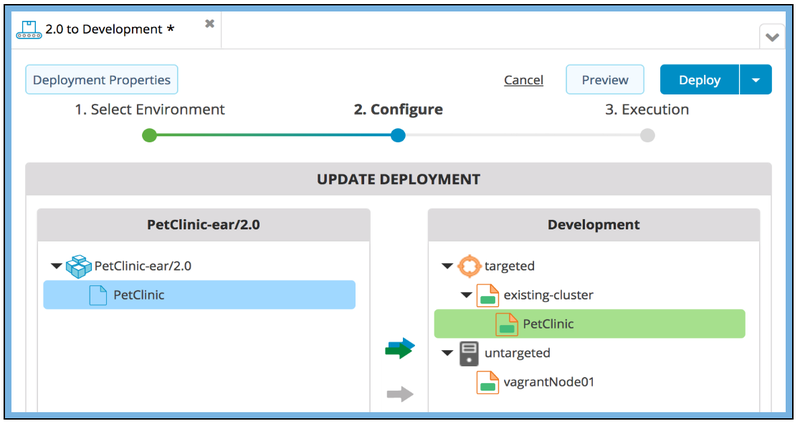 2.0 to Development *
Deployment Properties
Cancel
Preview
Deploy
1. Select Environment
2. Configure
3. Execution
UPDATE DEPLOYMENT
PetClinic-ear/2.0
Development
PetClinic-ear/2.0
targeted
PetClinic
existing-cluster
PetClinic
untargeted
vagrantNode01